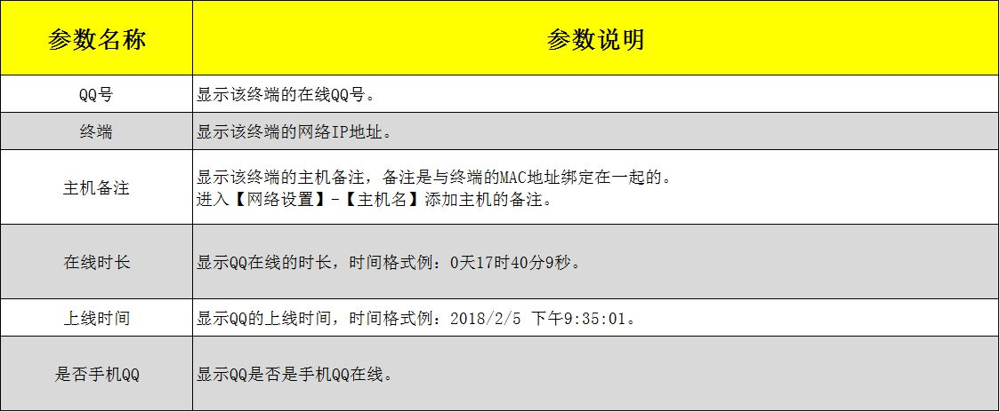 参数名称 参数说明
QQ号 显示该终端的在线QQ号。
终端 显示该终端的网络IP地址。
主机备注 显示该终端的主机备注，备注是与终端的MAC地址绑定在一起的。
进入【网络设置】-【主机名】添加主机的备注。
在线时长 显示QQ在线的时长，时间格式例：0天17时40分9秒。
上线时间 显示QQ的上线时间，时间格式例：2018/2/5 下午9:35:01。
是否手机QQ 显示QQ是否是手机QQ在线。